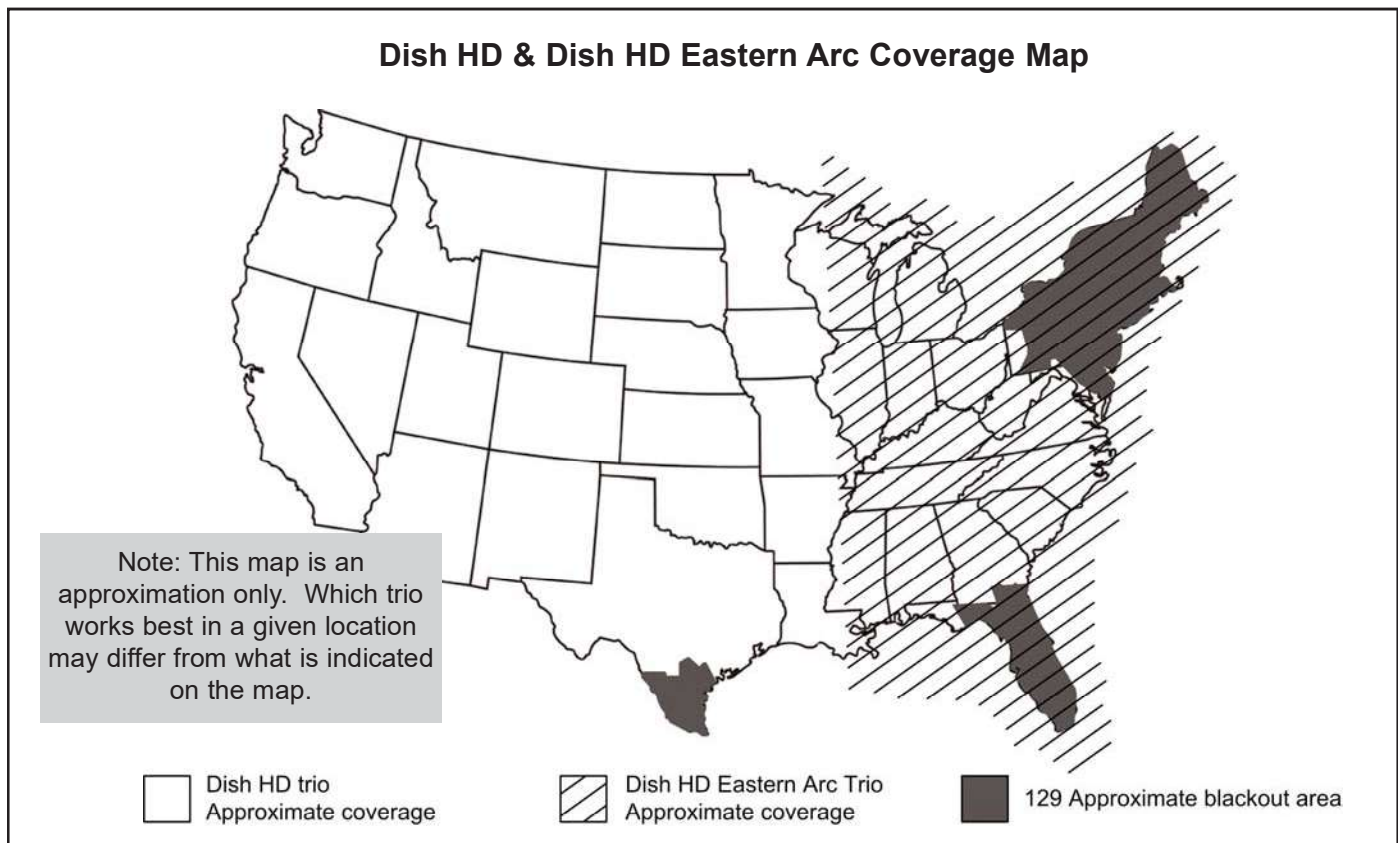 Dish HD & Dish HD Eastern Arc Coverage Map
Note: This map is an
approximation only. Which trio
works best in a given location
may differ from what is indicated
on the map.
Dish HD trio
Approximate coverage
Dish HD Eastern Arc Trio
Approximate coverage
129 Approximate blackout area